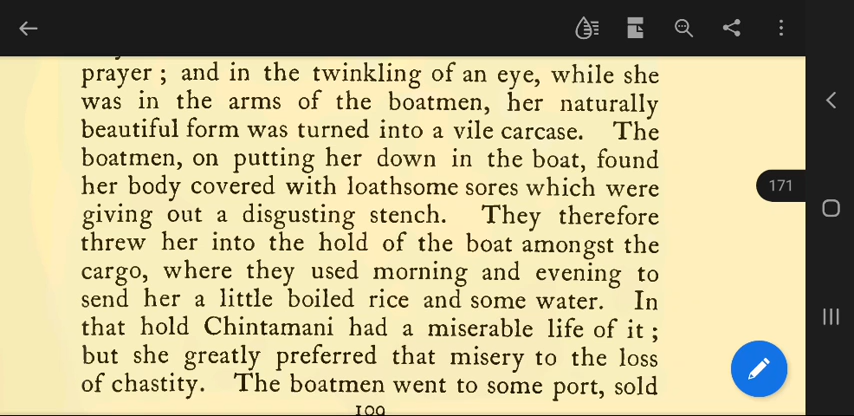 prayer ; and in the twinkling of an eye, while she
was in the arms of the boatmen, her naturally
beautiful form was turned into a vile carcase. The
boatmen, on putting her down in the boat, found
her body covered with loathsome sores which were
giving out a disgusting stench. They therefore
threw her into the hold of the boat amongst the
cargo, where they used morning and evening to
send her a little boiled rice and some water. In
that hold Chintamani had a miserable life of it ;
but she greatly preferred that misery to the loss
of chastity. The boatmen went to some port, sold
109
171